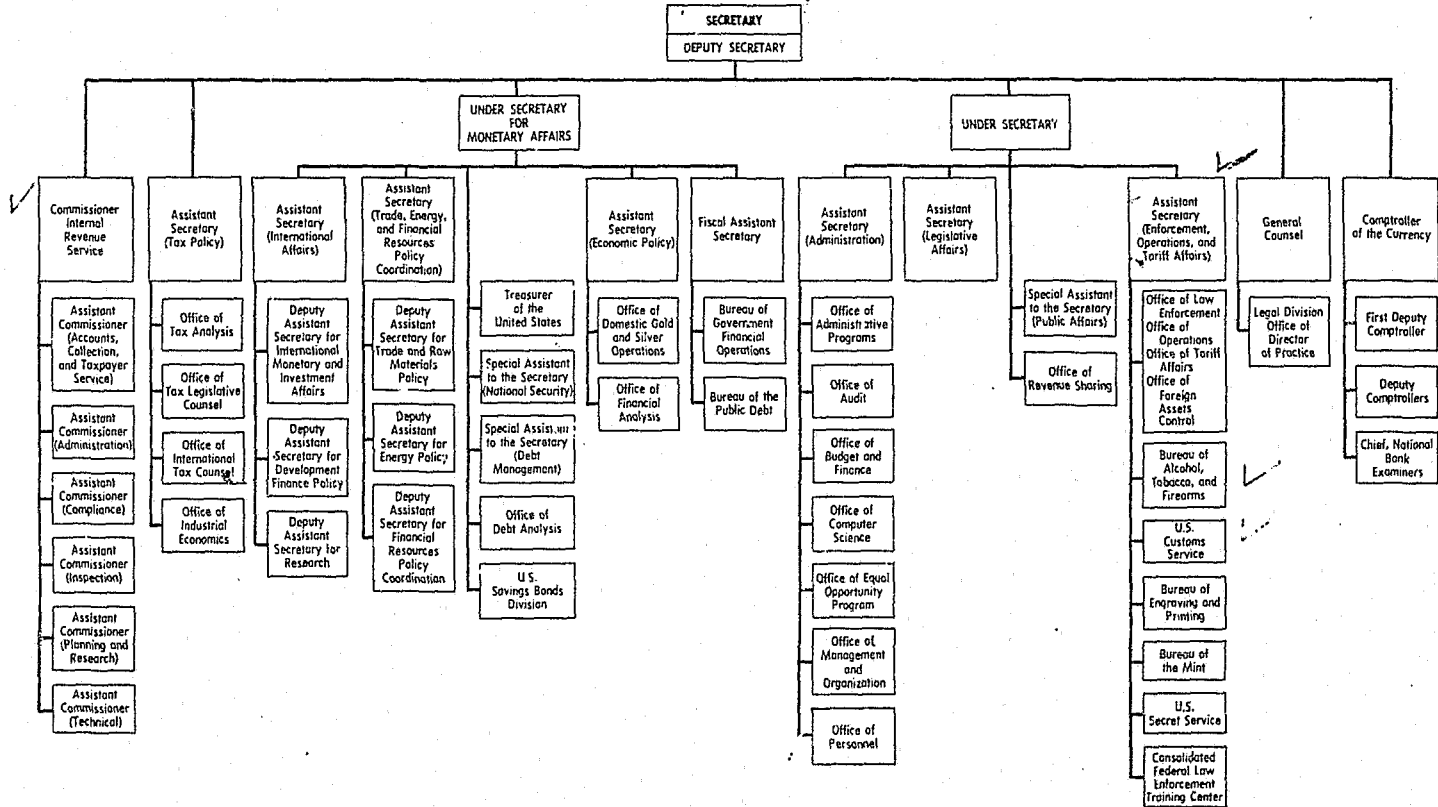 SECRETARY
DEPUTY SECRETARY
UNDER SECRETARY
FOR
MONETARY AFFAIRS
UNDER SECRETARY
Commissioner
Internal
Revenue
Service
Assistant
Commissioner
(Accounts,
Collection,
and Taxpayer
Service)
Assistant
Commissioner
(Administration)
Assistant
Commissioner
(Compliance)
Assistant
Commissioner
(Inspection)
Assistant
Commissioner
(Planning and
Research)
Assistant
Commissioner
(Technical)
Assistant
Secretary
(Tax Policy)
Office of
Tax Analysis
Office of
Tax Legislative
Counsel
Office of
International
Tax Counsel
Office of
Industrial
Economics
Assistant
Secretary
(International
Affairs)
Deputy
Assistant
Secretary for
International
Monetary and
Investment
Affairs
Deputy
Assistant
Secretary for
Development
Finance Policy
Deputy
Assistant
Secretary for
Research
Assistant
Secretary
(Trade, Energy,
and Financial
Resources
Policy
Coordination)
Deputy
Assistant
Secretary for
Trade and Raw
Materials
Policy
Deputy
Assistant
Secretary for
Energy Policy
Deputy
Assistant
Secretary for
Financial
Resources
Policy
Coordination
Treasurer
of the
United States
Special Assistant
to the Secretary
(National Security)
Special Assistant
to the Secretary
(Debt
Management)
Office of
Debt Analysis
U.S.
Savings Bonds
Division
Assistant
Secretary
(Economic Policy)
Office of
Domestic Gold
and Silver
Operations
Office of
Financial
Analysis
Fiscal Assistant
Secretary
Bureau of
Government
Financial
Operations
Bureau of the
Public Debt
Assistant
Secretary
(Administration)
Office of
Administrative
Programs
Office of
Audit
Office of
Budget and
Finance
Office of
Computer
Science
Office of Equal
Opportunity
Program
Office of
Management
and
Organization
Office of
Personnel
Assistant
Secretary
(Legislative
Affairs)
Special Assistant
to the Secretary
(Public Affairs)
Office of
Revenue Sharing
Assistant
Secretary
(Enforcement,
Operations, and
Tariff Affairs)
Office of Law
Enforcement
Office of
Operations
Office of Tariff
Affairs
Office of
Foreign
Assets
Control
Bureau of
Alcohol,
Tobacco, and
Firearms
U.S.
Customs
Service
Bureau of
Engraving and
Printing
Bureau of
the Mint
U.S.
Secret Service
Consolidated
Federal Law
Enforcement
Training Center
General
Counsel
Legal Division
Office of
Director
of Practice
Comptroller
of the Currency
First Deputy
Comptroller
Deputy
Comptrollers
Chief, National
Bank
Examiners